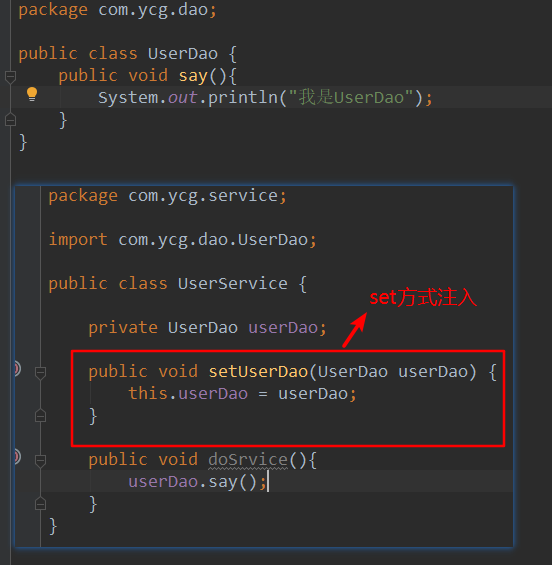 package com.ycg.dao;
public class UserDao {
public void say(){
System.out.println("我是UserDao");
}
}
package com.ycg.service;
import com.ycg.dao.UserDao;
public class UserService {
set方式注入
private UserDao userDao;
public void setUserDao(UserDao userDao) {
this.userDao = userDao;
}
public void doSrvice(){
userDao.say();
}
}